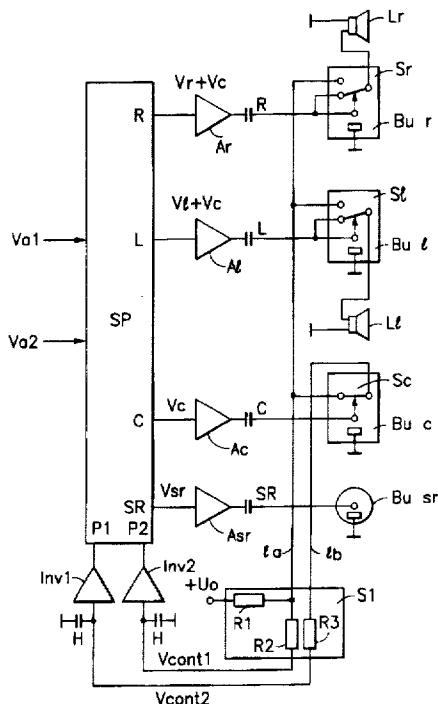 Lr
Sr
Vr+Vc
R
R
Bu r
Ar
Vℓ+Vc
Sℓ
L
L
Bu ℓ
Va1
Aℓ
SP
Va2
Lℓ
Sc
Vc
C
C
Bu c
Ac
Vsr
SR
SR
Bu sr
P1 P2
Asr
ℓa
ℓb
Inv1
Inv2
+Uo
S1
R1
H
H
R2
R3
Vcont1
Vcont2